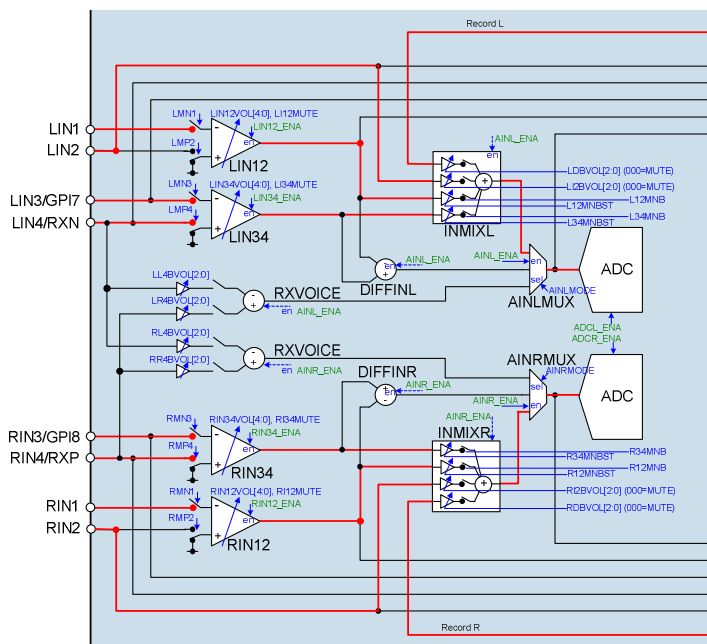 Record L
LMN1
LIN12VOL[4:0], LI12MUTE
LIN12_ENA
LIN1
LIN2
LMP2
-
+
en
LIN12
AINL_ENA
en
LMN3
LIN34VOL[4:0], LI34MUTE
LIN34_ENA
LIN3/GPI7
LIN4/RXN
LMP4
-
+
en
LIN34
+
INMIXL
LDBVOL[2:0] (000=MUTE)
LI2BVOL[2:0] (000=MUTE)
L12MNB
L12MNBST
L34MNB
L34MNBST
AINL_ENA
en
-
+
DIFFINL
AINL_ENA
en
sel
AINLMODE
AINLMUX
ADC
LL4BVOL[2:0]
LR4BVOL[2:0]
RXVOICE
-
+
en
AINL_ENA
ADCL_ENA
ADCR_ENA
RL4BVOL[2:0]
RR4BVOL[2:0]
RXVOICE
-
+
en
AINR_ENA
DIFFINR
AINR_ENA
en
+
-
AINRMUX
AINRMODE
sel
AINR_ENA
en
ADC
AINR_ENA
en
INMIXR
+
R34MNB
R34MNBST
R12MNB
R12MNBST
RI2BVOL[2:0] (000=MUTE)
RDBVOL[2:0] (000=MUTE)
RMN3
RIN34VOL[4:0], RI34MUTE
RIN34_ENA
RIN3/GPI8
RIN4/RXP
RMP4
-
+
en
RIN34
RMN1
RIN12VOL[4:0], RI12MUTE
RIN12_ENA
RIN1
RIN2
RMP2
-
+
en
RIN12
Record R